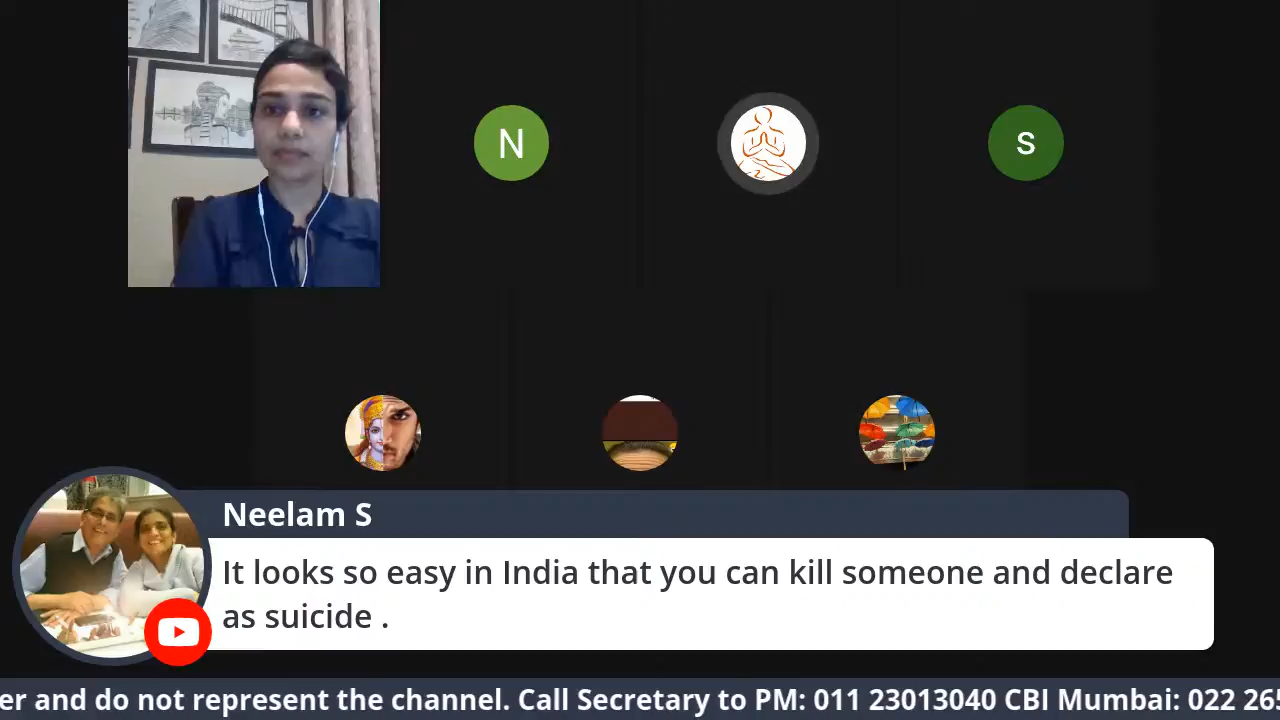 N
S
Neelam S
It looks so easy in India that you can kill someone and declare
as suicide .
er and do not represent the channel. Call Secretary to PM: 011 23013040 CBI Mumbai: 022 265